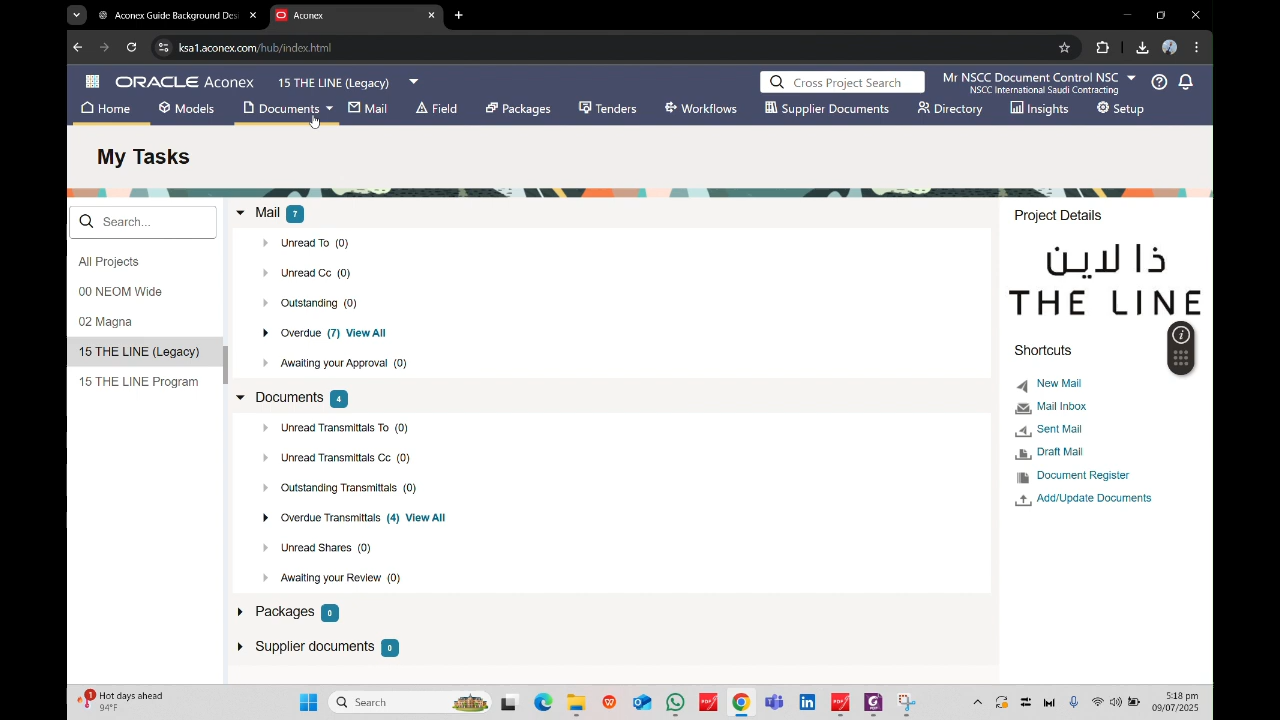 Aconex Guide Background Des
Aconex
ksa1.aconex.com/hub/index.html
ORACLE Aconex
15 THE LINE (Legacy)
Cross Project Search
Mr NSCC Document Control NSC
NSCC International Saudi Contracting
Home
Models
Documents
Mail
Field
Packages
Tenders
Workflows
Supplier Documents
Directory
Insights
Setup
My Tasks
Search...
All Projects
00 NEOM Wide
02 Magna
15 THE LINE (Legacy)
15 THE LINE Program
Mail 7
Unread To (0)
Unread Cc (0)
Outstanding (0)
Overdue (7) View All
Awaiting your Approval (0)
Documents 4
Unread Transmittals To (0)
Unread Transmittals Cc (0)
Outstanding Transmittals (0)
Overdue Transmittals (4) View All
Unread Shares (0)
Awaiting your Review (0)
Packages 0
Supplier documents 0
Project Details
ذا لاين
THE LINE
Shortcuts
New Mail
Mail Inbox
Sent Mail
Draft Mail
Document Register
Add/Update Documents
1
Hot days ahead
94°F
Search
5:18 pm
09/07/2025